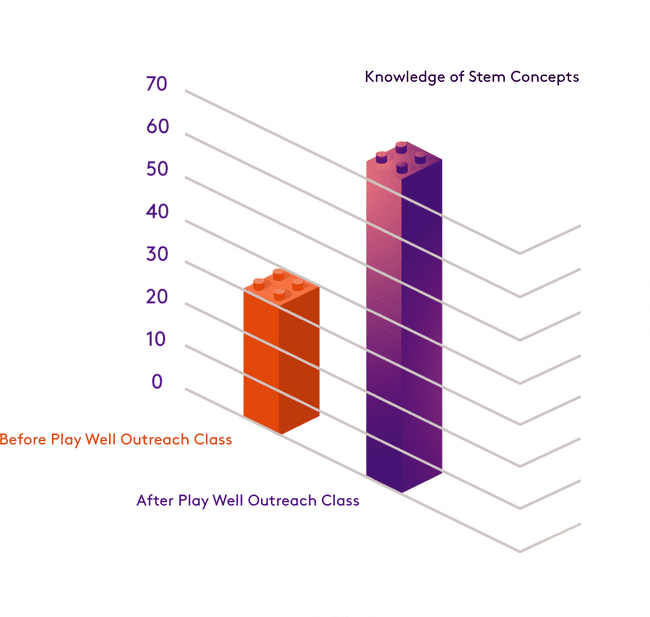 Knowledge of Stem Concepts
70
60
50
40
30
20
10
0
Before Play Well Outreach Class
After Play Well Outreach Class